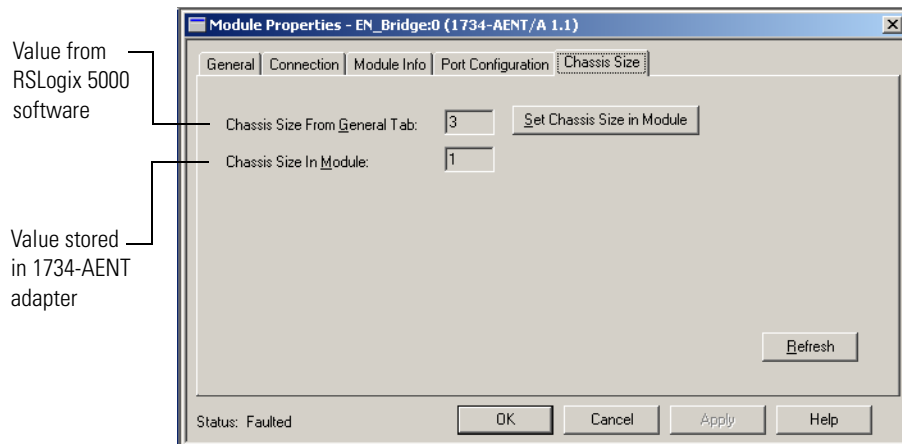 Module Properties - EN_Bridge:0 (1734-AENT/A 1.1)
General Connection Module Info Port Configuration Chassis Size
Value from
RSLogix 5000
software
Chassis Size From General Tab: 3 Set Chassis Size in Module
Chassis Size In Module: 1
Value stored
in 1734-AENT
adapter
Refresh
Status: Faulted OK Cancel Apply Help